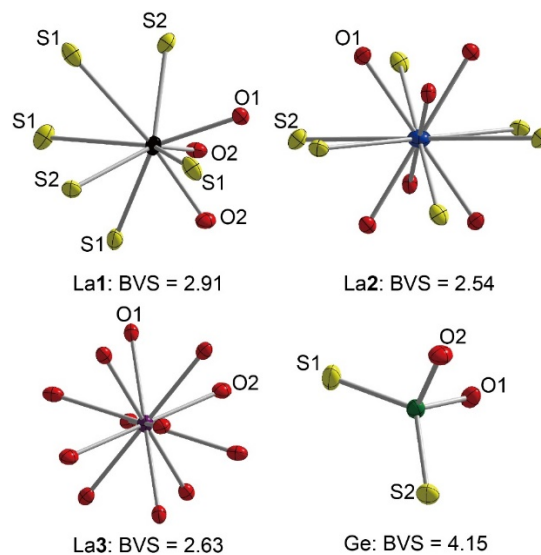 S1
S2
O1
S1
O2
S1
S2
O2
S1
La1: BVS = 2.91
O1
S2
La2: BVS = 2.54
O1
O2
La3: BVS = 2.63
O2
S1
O1
S2
Ge: BVS = 4.15